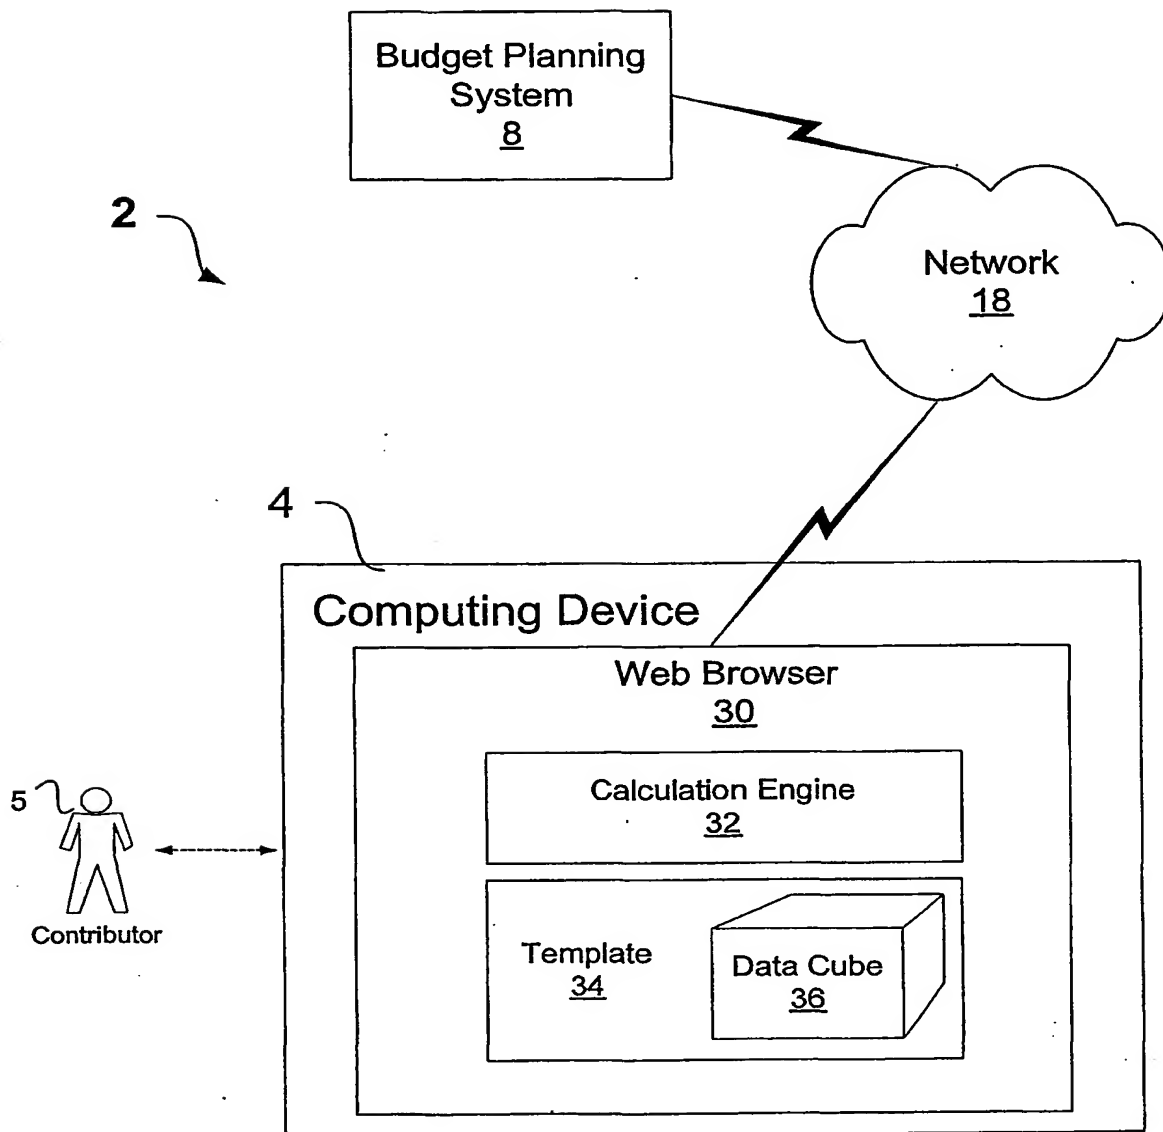 Budget Planning
System
8
2
Network
18
4
Computing Device
Web Browser
30
Calculation Engine
32
5
Contributor
Template
34
Data Cube
36